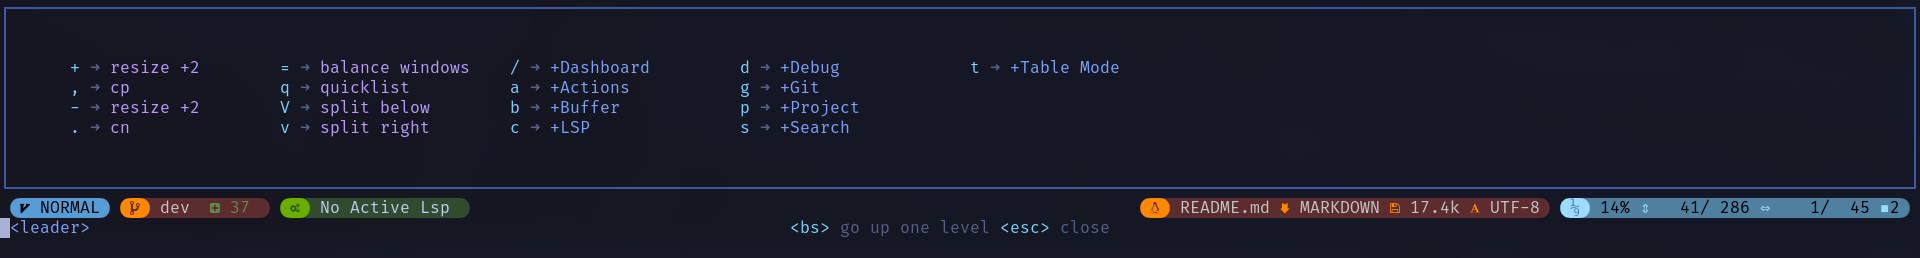 + → resize +2 = → balance windows / → +Dashboard d → +Debug t → +Table Mode
, → cp q → quicklist a → +Actions g → +Git
- → resize +2 V → split below b → +Buffer p → +Project
. → cn v → split right c → +LSP s → +Search
NORMAL dev 37 No Active Lsp README.md MARKDOWN 17.4k A UTF-8 14% ⇕ 41/ 286 ⇔ 1/ 45 ■2
<leader> <bs> go up one level <esc> close